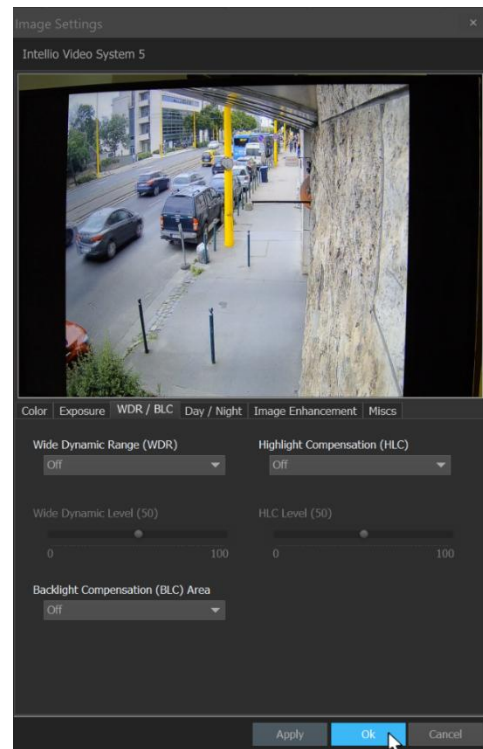 Image Settings ×
Intellio Video System 5
Color Exposure WDR / BLC Day / Night Image Enhancement Miscs
Wide Dynamic Range (WDR) Highlight Compensation (HLC)
Off Off
Wide Dynamic Level (50) HLC Level (50)
0 100 0 100
Backlight Compensation (BLC) Area
Off
Apply Ok Cancel